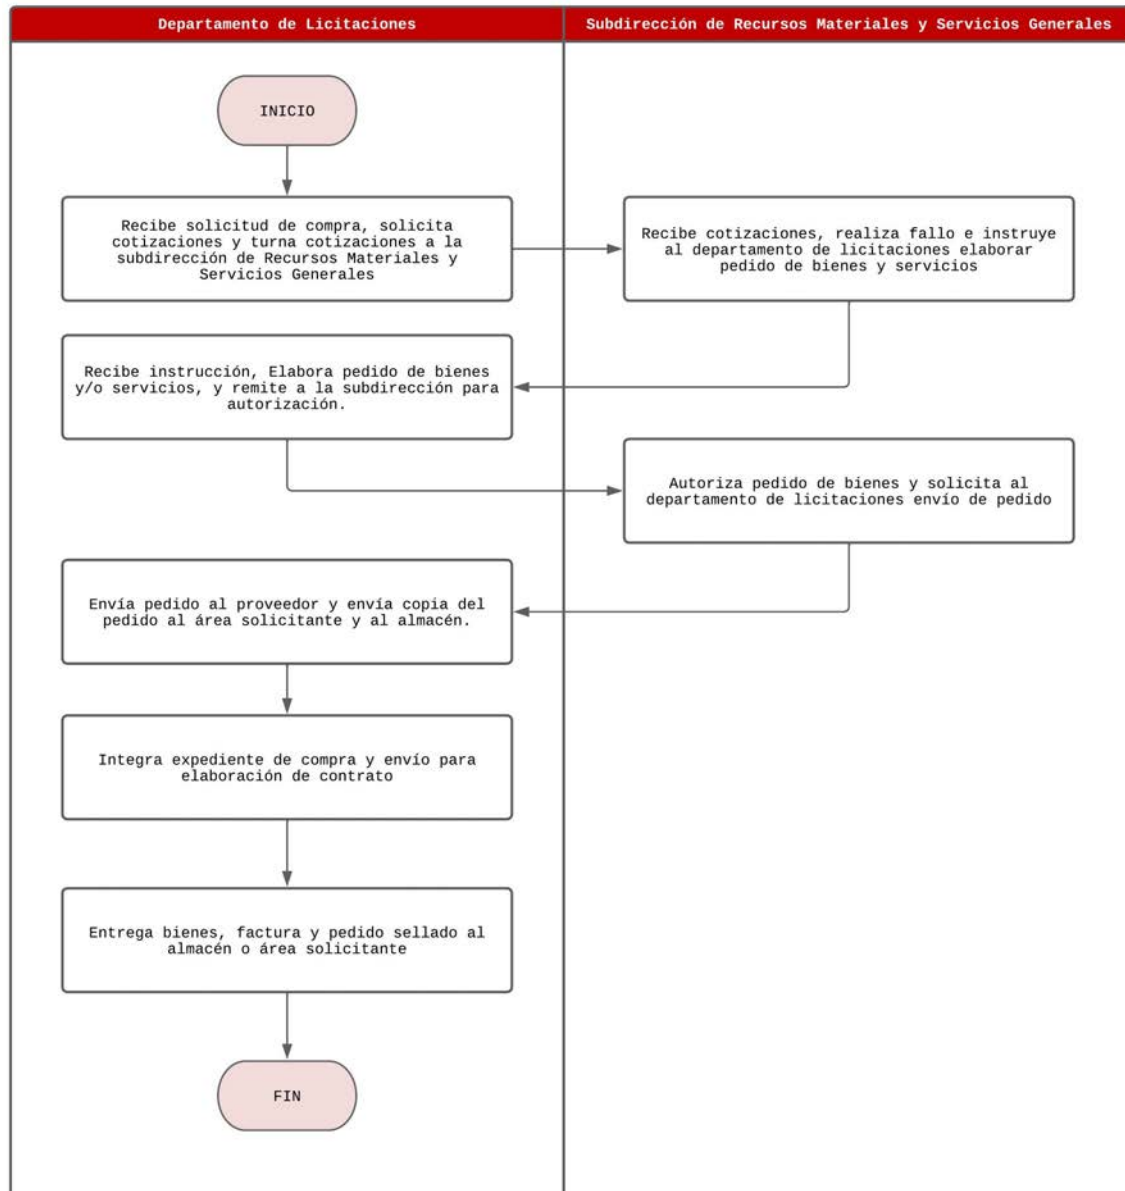 Departamento de Licitaciones
Subdirección de Recursos Materiales y Servicios Generales
INICIO
Recibe solicitud de compra, solicita
cotizaciones y turna cotizaciones a la
subdirección de Recursos Materiales y
Servicios Generales
Recibe cotizaciones, realiza fallo e instruye
al departamento de licitaciones elaborar
pedido de bienes y servicios
Recibe instrucción, Elabora pedido de bienes
y/o servicios, y remite a la subdirección para
autorización.
Autoriza pedido de bienes y solicita al
departamento de licitaciones envío de pedido
Envía pedido al proveedor y envía copia del
pedido al área solicitante y al almacén.
Integra expediente de compra y envío para
elaboración de contrato
Entrega bienes, factura y pedido sellado al
almacén o área solicitante
FIN